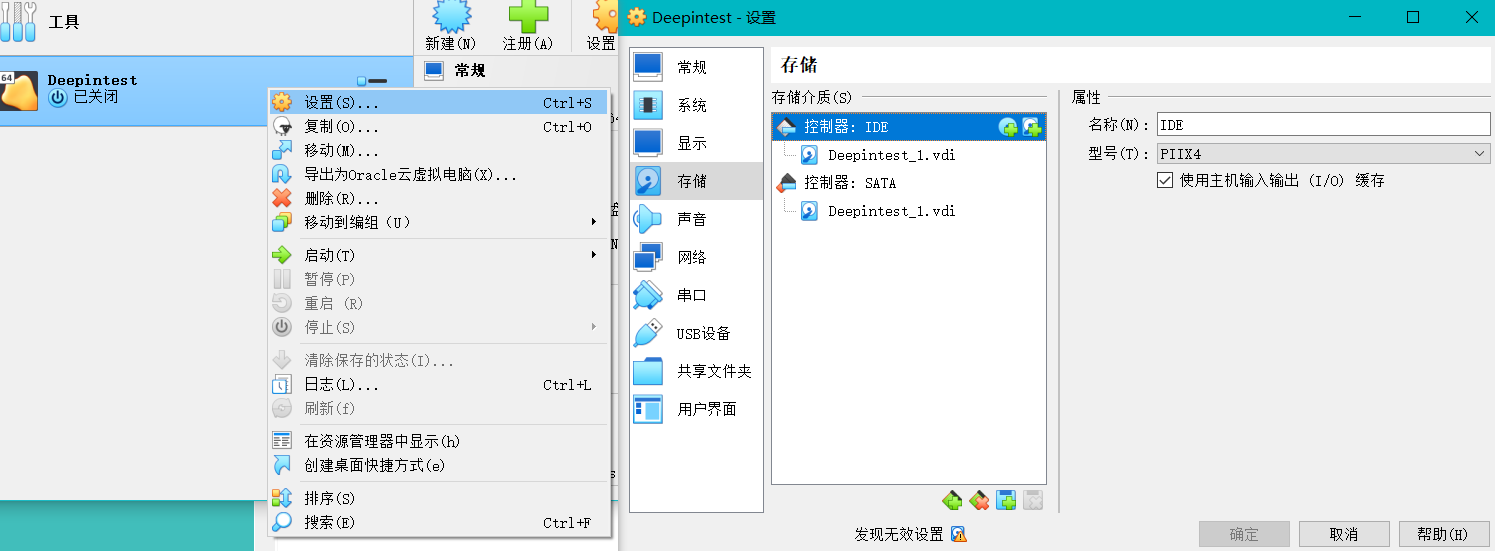 工具
新建(N) 注册(A) 设置
64
Deepintest
已关闭
常规
设置(S)... Ctrl+S
复制(O)... Ctrl+O
移动(M)...
导出为Oracle云虚拟电脑(X)...
删除(R)...
移动到编组 (U)
启动(T)
暂停(P)
重启 (R)
停止(S)
清除保存的状态(I)...
日志(L)... Ctrl+L
刷新(f)
在资源管理器中显示(h)
创建桌面快捷方式(e)
排序(S)
搜索(E) Ctrl+F
Deepintest - 设置
常规
系统
显示
存储
声音
网络
串口
USB设备
共享文件夹
用户界面
存储
存储介质(S)
控制器: IDE
Deepintest_1.vdi
控制器: SATA
Deepintest_1.vdi
属性
名称(N): IDE
型号(T): PIIX4
使用主机输入输出 (I/O) 缓存
发现无效设置
确定 取消 帮助(H)